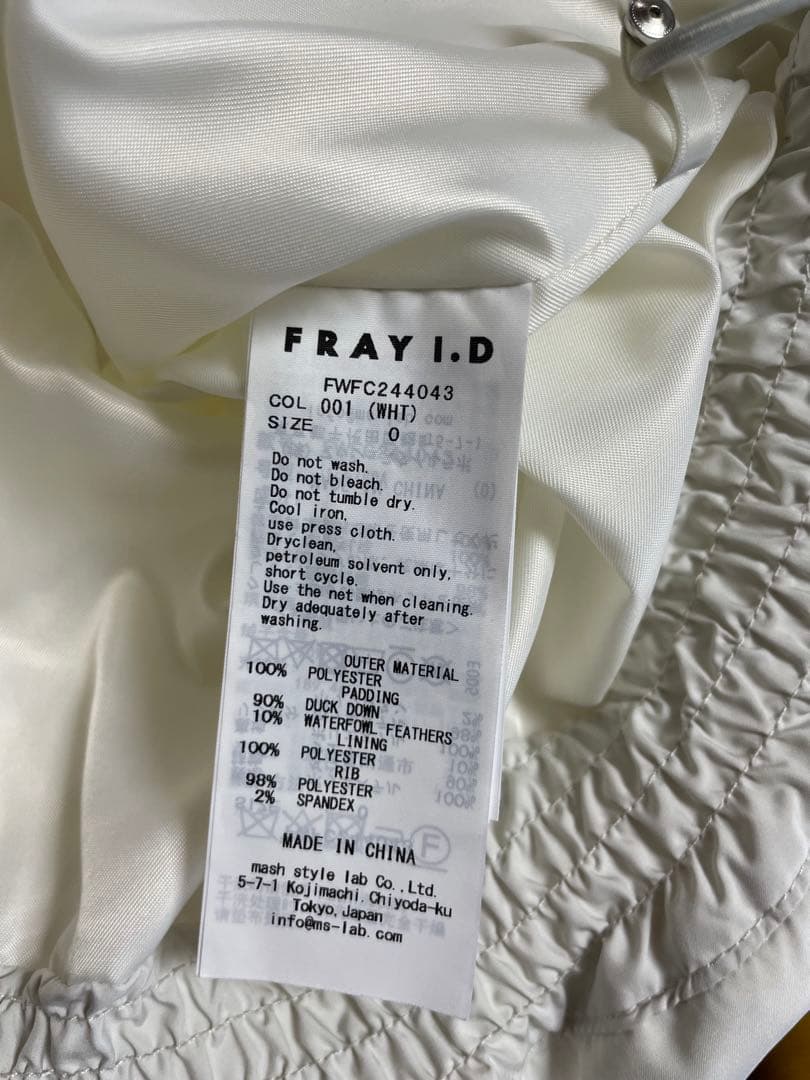 FRAY I.D
FWFC244043
COL 001 (WHT)
SIZE 0
Do not wash.
Do not bleach.
Do not tumble dry.
Cool iron,
use press cloth.
Dryclean,
petroleum solvent only,
short cycle.
Use the net when cleaning.
Dry adequately after
washing.
OUTER MATERIAL
100% POLYESTER
PADDING
90% DUCK DOWN
10% WATERFOWL FEATHERS
LINING
100% POLYESTER
RIB
98% POLYESTER
2% SPANDEX
MADE IN CHINA
mash style lab Co.,Ltd.
5-7-1 Kojimachi,Chiyoda-ku
Tokyo,Japan
info@ms-lab.com